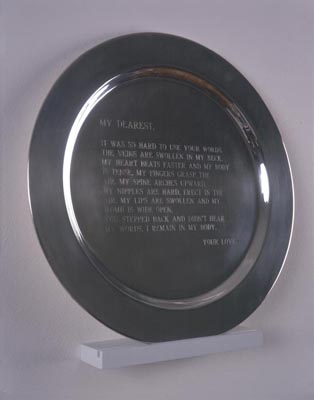 MY DEAREST,
IT WAS SO HARD TO USE YOUR WORDS.
THE VEINS ARE SWOLLEN IN MY NECK.
MY HEART BEATS FASTER AND MY BODY
IS TENSE, MY FINGERS GRASP THE
AIR. MY SPINE ARCHES UPWARD.
MY NIPPLES ARE HARD, ERECT IN THE
AIR. MY LIPS ARE SWOLLEN AND MY
IS WIDE OPEN.
YOU STEPPED BACK AND DIDN'T HEAR
MY WORDS. I REMAIN IN MY BODY.
YOUR LOVE